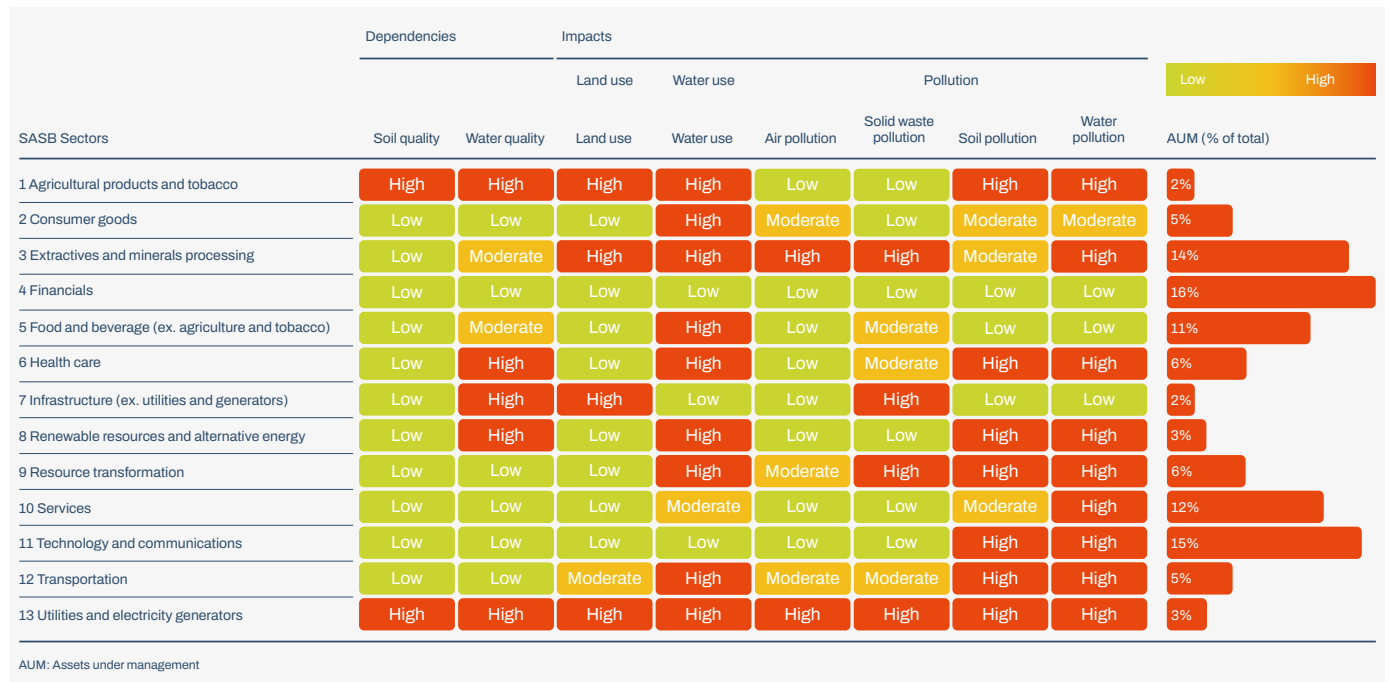 Dependencies Impacts
Land use Water use Pollution Low High
SASB Sectors Soil quality Water quality Land use Water use Air pollution Solid waste pollution Soil pollution Water pollution AUM (% of total)
1 Agricultural products and tobacco High High High High Low Low High High 2%
2 Consumer goods Low Low Low High Moderate Low Moderate Moderate 5%
3 Extractives and minerals processing Low Moderate High High High High Moderate High 14%
4 Financials Low Low Low Low Low Low Low Low 16%
5 Food and beverage (ex. agriculture and tobacco) Low Moderate Low High Low Moderate Low Low 11%
6 Health care Low High Low High Low Moderate High High 6%
7 Infrastructure (ex. utilities and generators) Low High High Low Low High Low Low 2%
8 Renewable resources and alternative energy Low High Low High Low Low High High 3%
9 Resource transformation Low Low Low High Moderate High High High 6%
10 Services Low Low Low Moderate Low Low Moderate High 12%
11 Technology and communications Low Low Low Low Low Low High High 15%
12 Transportation Low Low Moderate High Moderate Moderate High High 5%
13 Utilities and electricity generators High High High High High High High High 3%
AUM: Assets under management